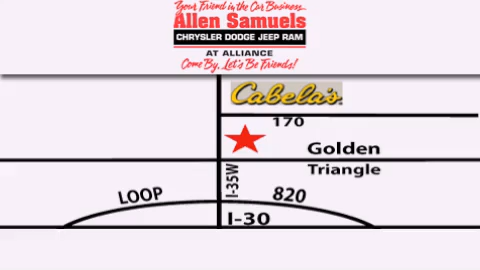 Your Friend in the Car Business...
Allen Samuels
CHRYSLER DODGE JEEP RAM
AT ALLIANCE
Come By, Let's Be Friends!
Cabela's
170
Golden
Triangle
I-35W
LOOP 820
I-30